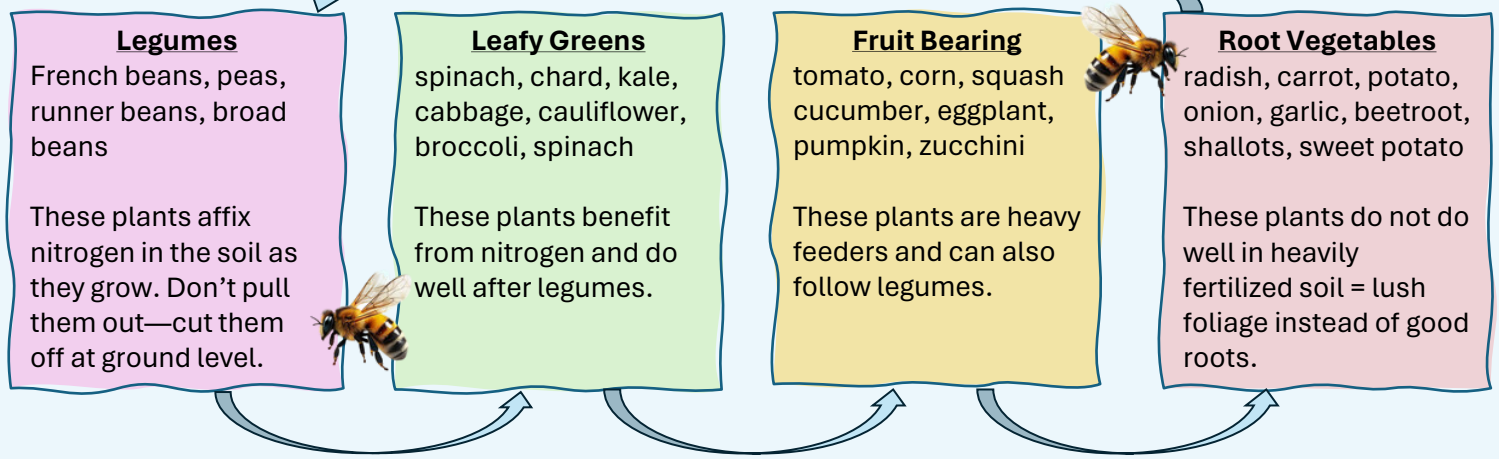 Legumes
French beans, peas,
runner beans, broad
beans
These plants affix
nitrogen in the soil as
they grow. Don’t pull
them out—cut them
off at ground level.
Leafy Greens
spinach, chard, kale,
cabbage, cauliflower,
broccoli, spinach
These plants benefit
from nitrogen and do
well after legumes.
Fruit Bearing
tomato, corn, squash
cucumber, eggplant,
pumpkin, zucchini
These plants are heavy
feeders and can also
follow legumes.
Root Vegetables
radish, carrot, potato,
onion, garlic, beetroot,
shallots, sweet potato
These plants do not do
well in heavily
fertilized soil = lush
foliage instead of good
roots.